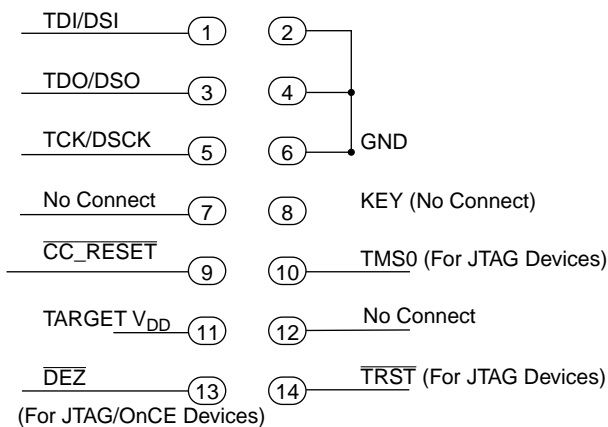 TDI/DSI 1 2
TDO/DSO 3 4
TCK/DSCK 5 6 GND
No Connect 7 8 KEY (No Connect)
CC_RESET 9 10 TMS0 (For JTAG Devices)
TARGET VDD 11 12 No Connect
DEZ 13 14 TRST (For JTAG Devices)
(For JTAG/OnCE Devices)